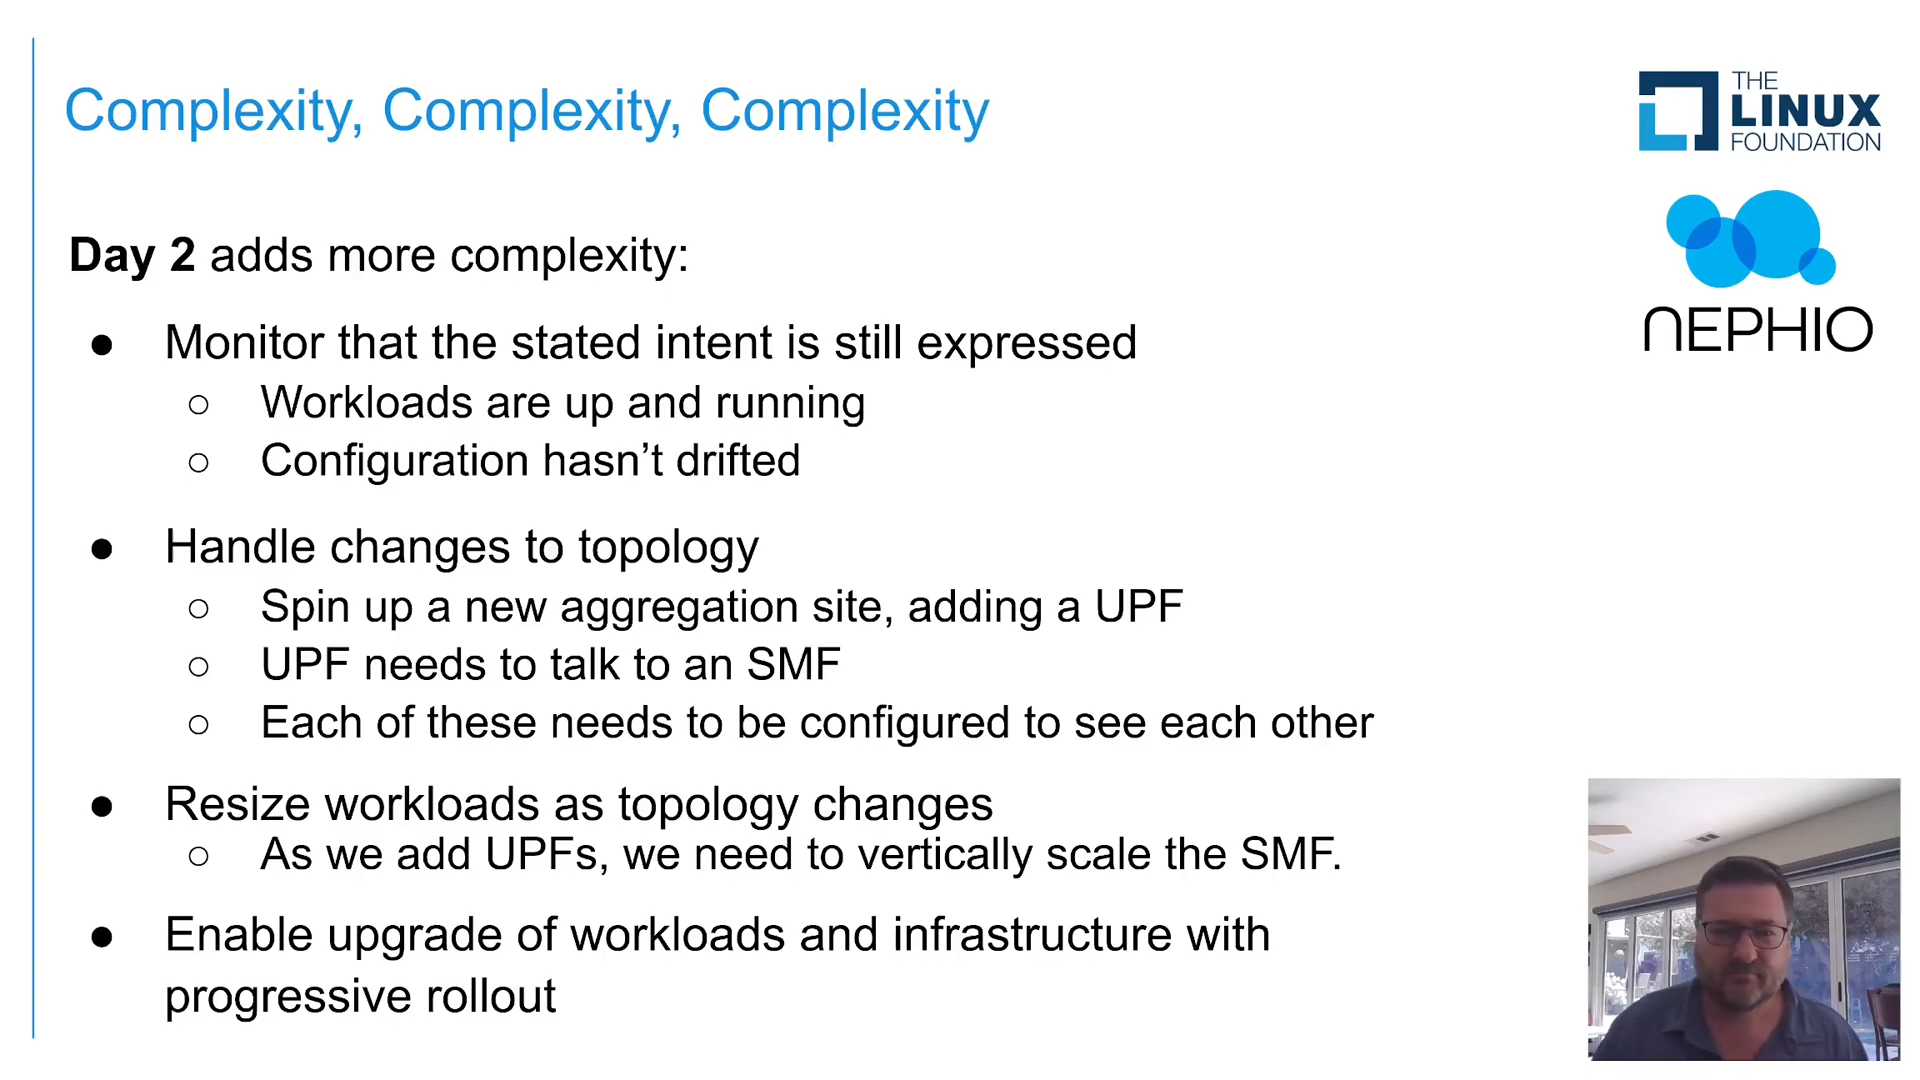 Complexity, Complexity, Complexity
THE
LINUX
FOUNDATION
NEPHIO
Day 2 adds more complexity:
● Monitor that the stated intent is still expressed
○ Workloads are up and running
○ Configuration hasn’t drifted
● Handle changes to topology
○ Spin up a new aggregation site, adding a UPF
○ UPF needs to talk to an SMF
○ Each of these needs to be configured to see each other
● Resize workloads as topology changes
○ As we add UPFs, we need to vertically scale the SMF.
● Enable upgrade of workloads and infrastructure with
progressive rollout